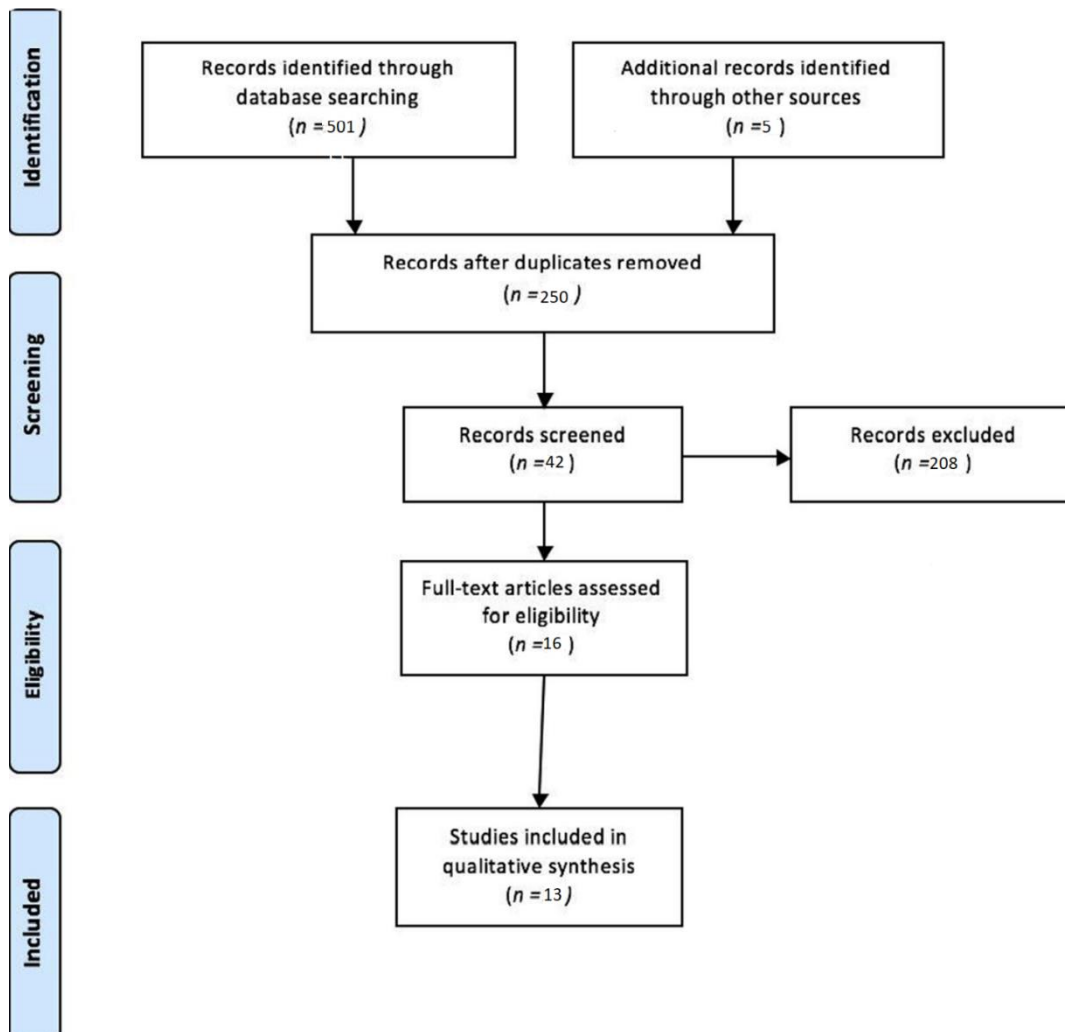 Identification
Records identified through
database searching
(n = 501)
Additional records identified
through other sources
(n =5 )
Records after duplicates removed
(n =250 )
Screening
Records screened
(n =42 )
Records excluded
(n =208 )
Eligibility
Full-text articles assessed
for eligibility
(n =16 )
Included
Studies included in
qualitative synthesis
(n = 13)